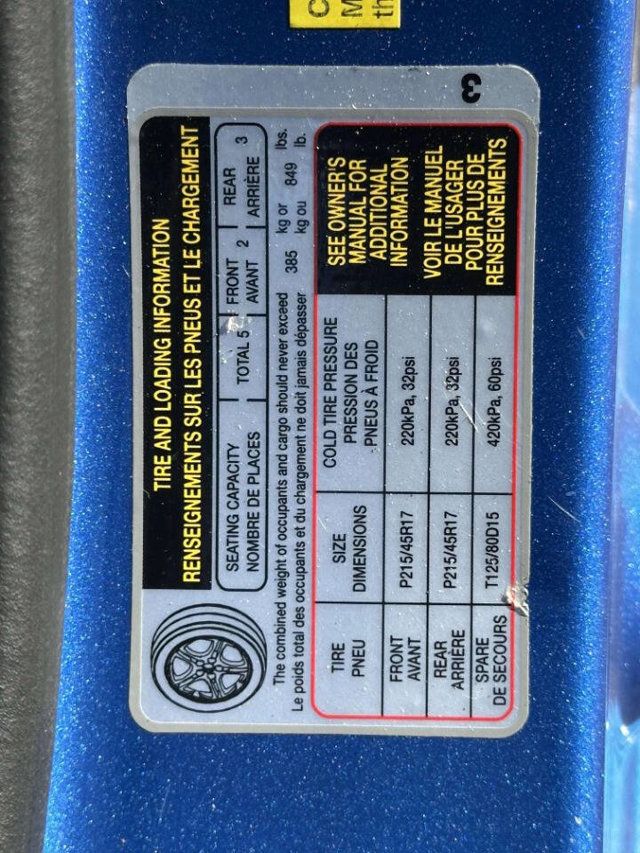 C
M
th
3
TIRE AND LOADING INFORMATION
RENSEIGNEMENTS SUR LES PNEUS ET LE CHARGEMENT
SEATING CAPACITY
NOMBRE DE PLACES
TOTAL 5
FRONT
AVANT 2
REAR
ARRIÈRE 3
The combined weight of occupants and cargo should never exceed 385 kg or 849 lbs.
Le poids total des occupants et du chargement ne doit jamais dépasser kg ou lb.
TIRE
PNEU
SIZE
DIMENSIONS
COLD TIRE PRESSURE
PRESSION DES
PNEUS À FROID
SEE OWNER'S
MANUAL FOR
ADDITIONAL
INFORMATION
VOIR LE MANUEL
DE L'USAGER
POUR PLUS DE
RENSEIGNEMENTS
FRONT
AVANT
P215/45R17
220kPa, 32psi
REAR
ARRIÈRE
P215/45R17
220kPa, 32psi
SPARE
DE SECOURS
T125/80D15
420kPa, 60psi